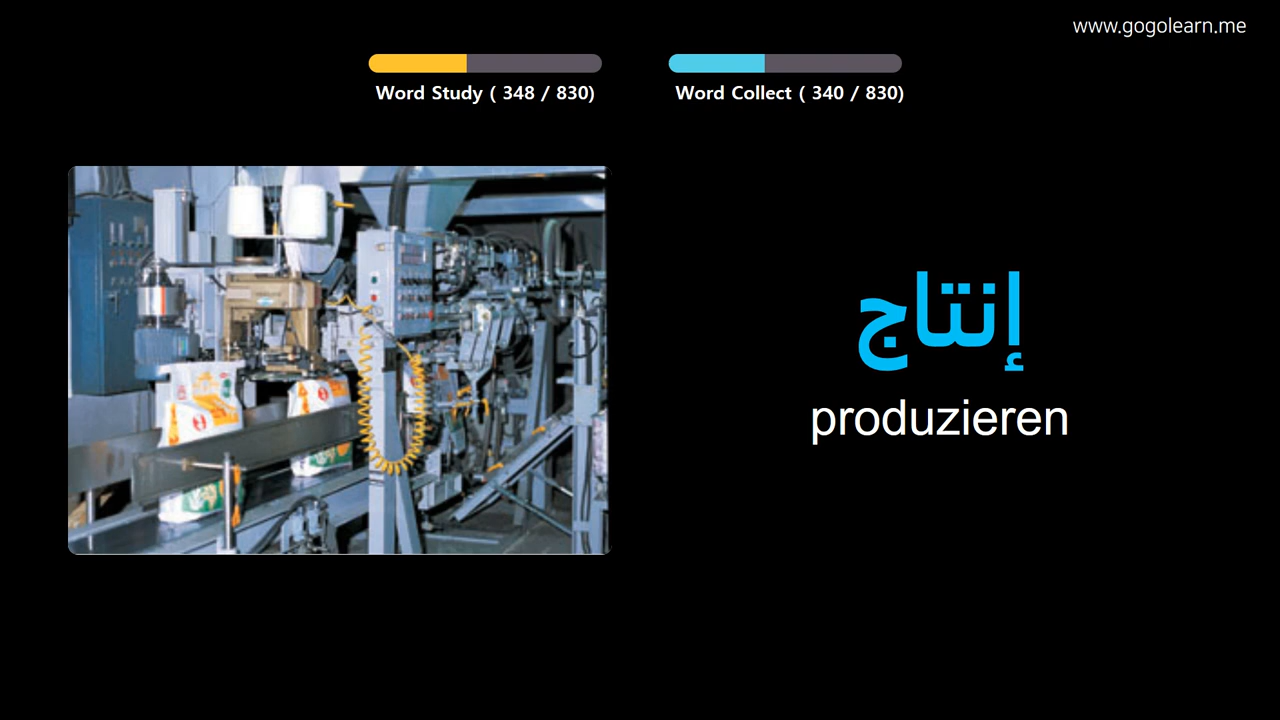 www.gogolearn.me
Word Study ( 348 / 830)
Word Collect ( 340 / 830)
إنتاج
produzieren